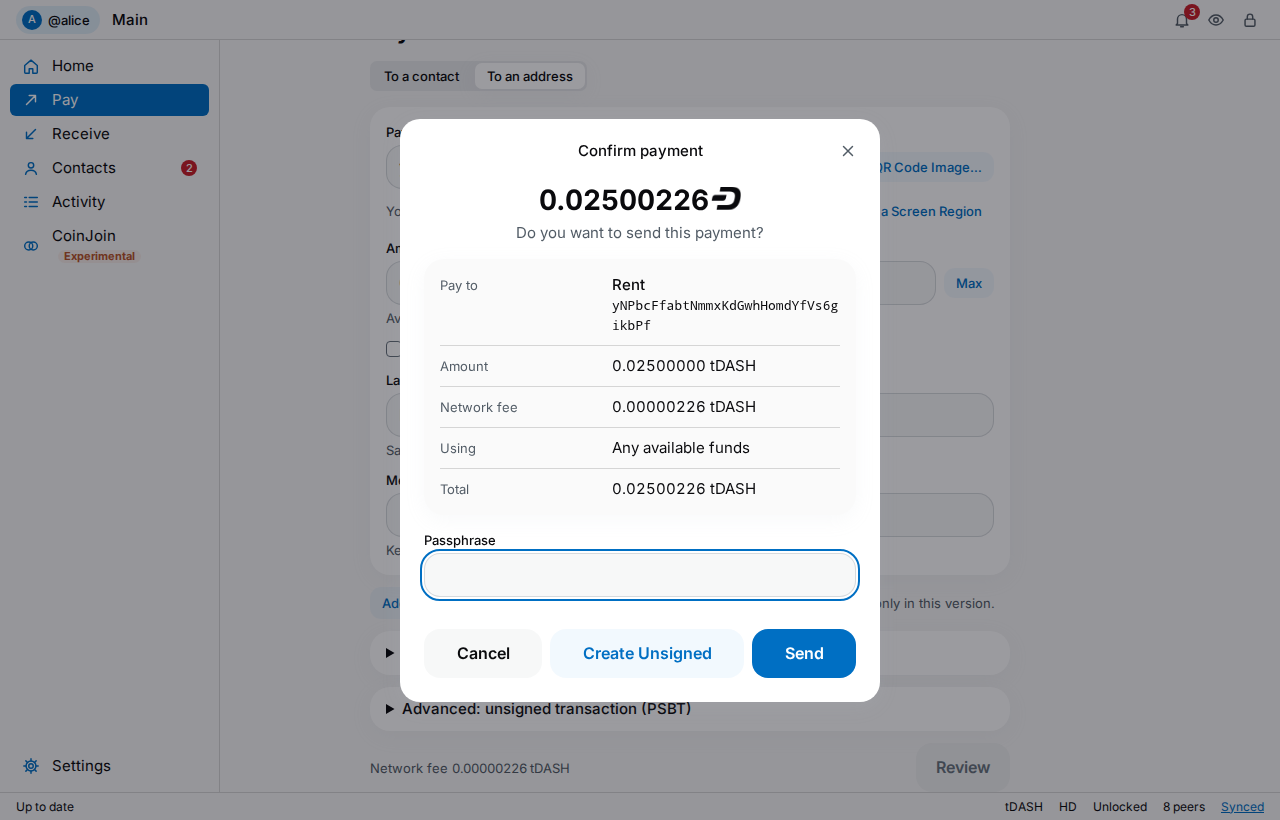 A @alice Main 3
Home
Pay
Receive
Contacts 2
Activity
CoinJoin
Experimental
Settings
To a contact To an address
QR Code Image...
a Screen Region
Max
Confirm payment
0.02500226
Do you want to send this payment?
Pay to Rent
yNPbcFfabtNmmxKdGwhHomdYfVs6g
ikbPf
Amount 0.02500000 tDASH
Network fee 0.00000226 tDASH
Using Any available funds
Total 0.02500226 tDASH
Passphrase
only in this version.
Cancel Create Unsigned Send
Advanced: unsigned transaction (PSBT)
Network fee 0.00000226 tDASH Review
Up to date tDASH HD Unlocked 8 peers Synced